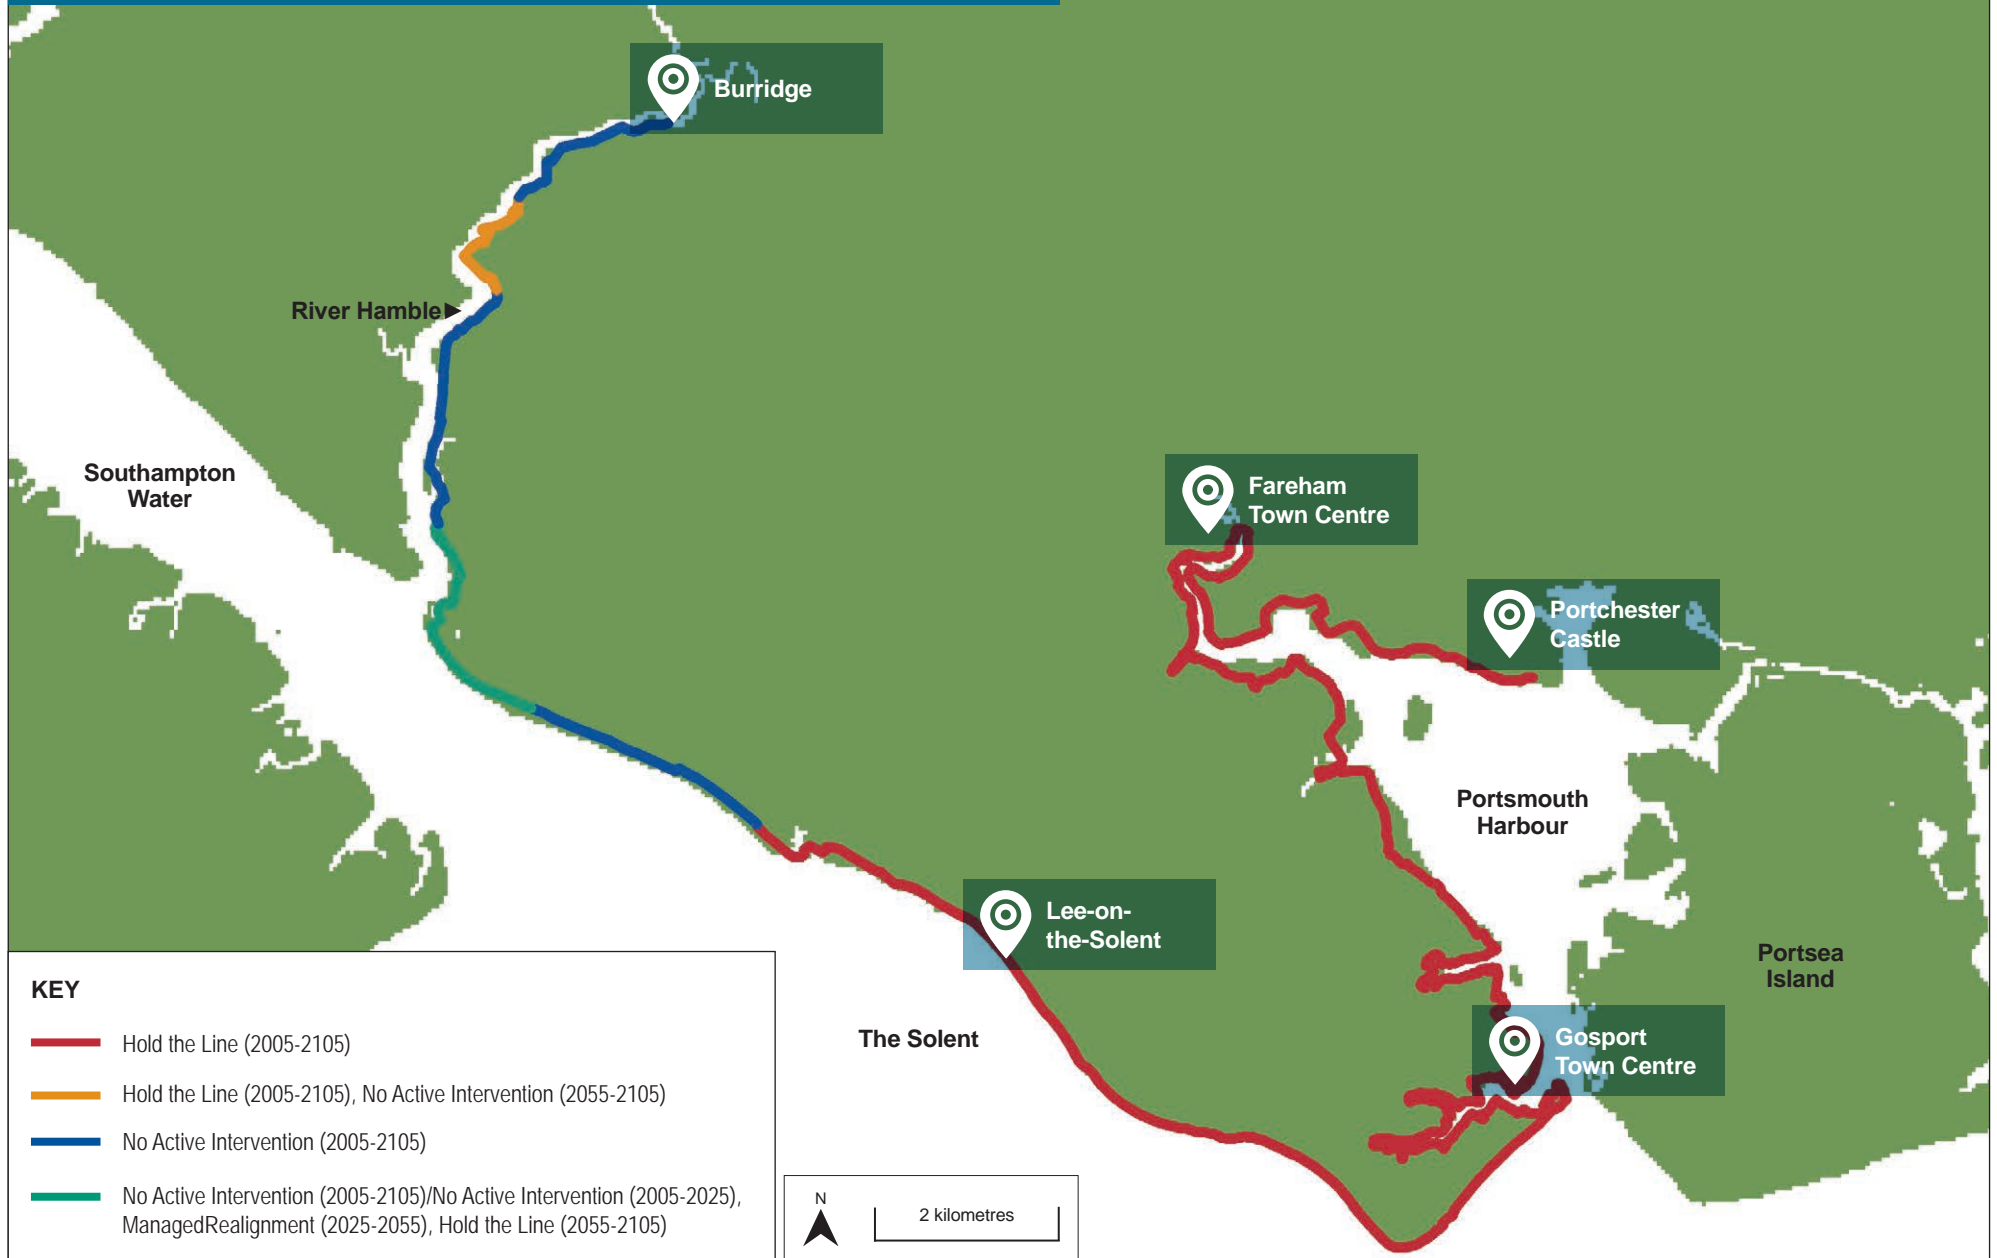 Burridge
River Hamble
Southampton
Water
Fareham
Town Centre
Portchester
Castle
Portsmouth
Harbour
Lee-on-
the-Solent
Portsea
Island
The Solent
Gosport
Town Centre
KEY
Hold the Line (2005-2105)
Hold the Line (2005-2105), No Active Intervention (2055-2105)
No Active Intervention (2005-2105)
No Active Intervention (2005-2105)/No Active Intervention (2005-2025),
ManagedRealignment (2025-2055), Hold the Line (2055-2105)
N
2 kilometres